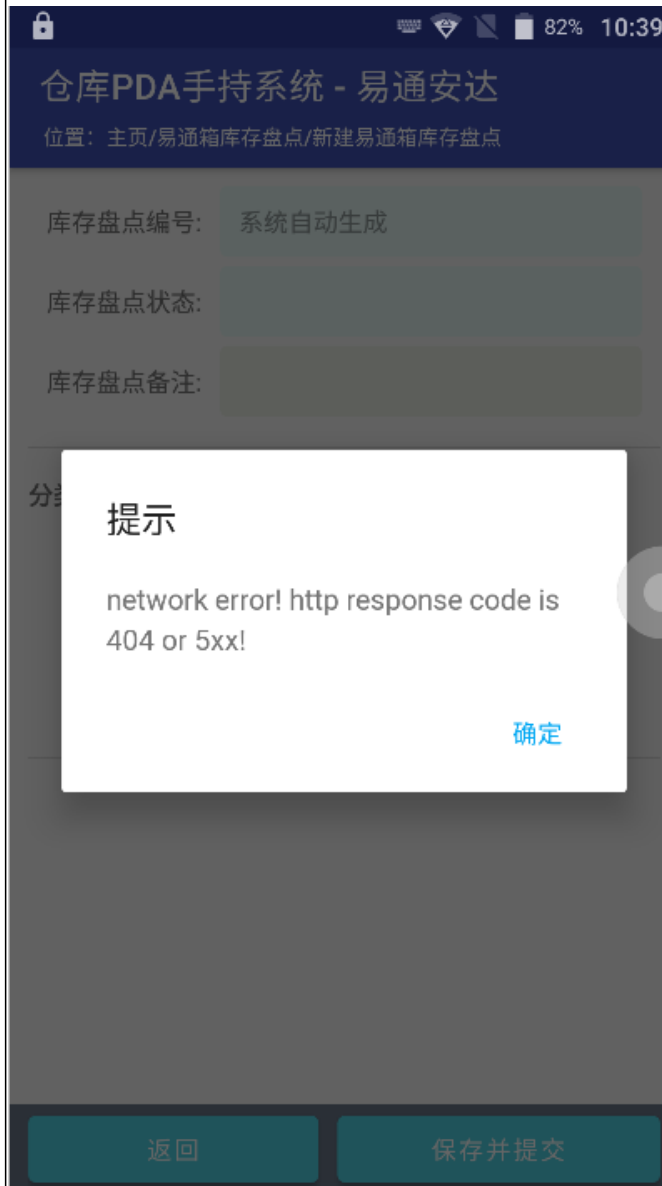 82% 10:39
仓库PDA手持系统 - 易通安达
位置：主页/易通箱库存盘点/新建易通箱库存盘点
库存盘点编号: 系统自动生成
库存盘点状态:
库存盘点备注:
分
提示
network error! http response code is
404 or 5xx!
确定
返回 保存并提交